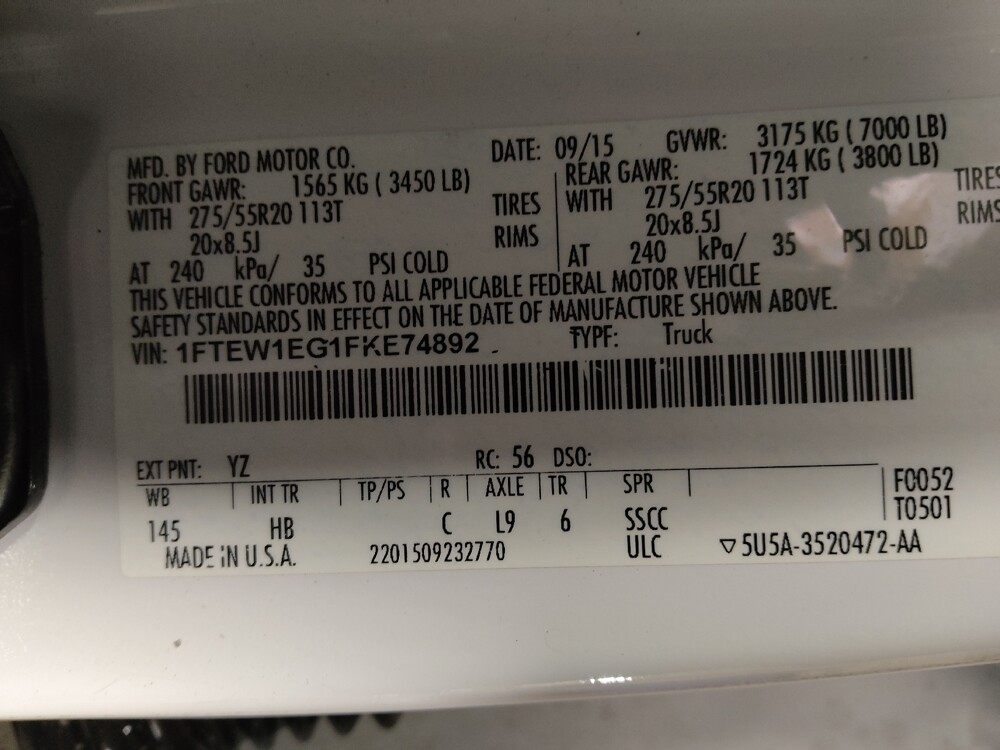 MFD. BY FORD MOTOR CO. DATE: 09/15 GVWR: 3175 KG ( 7000 LB)
FRONT GAWR: 1565 KG ( 3450 LB) REAR GAWR: 1724 KG ( 3800 LB)
WITH 275/55R20 113T TIRES WITH 275/55R20 113T TIRES
20x8.5J RIMS 20x8.5J RIMS
AT 240 kPa/ 35 PSI COLD AT 240 kPa/ 35 PSI COLD
THIS VEHICLE CONFORMS TO ALL APPLICABLE FEDERAL MOTOR VEHICLE
SAFETY STANDARDS IN EFFECT ON THE DATE OF MANUFACTURE SHOWN ABOVE.
VIN: 1FTEW1EG1FKE74892 TYPE: Truck
EXT PNT: YZ RC: 56 DSO:
WB INT TR TP/PS R AXLE TR SPR F0052
145 HB C L9 6 SSCC T0501
MADE IN U.S.A. 2201509232770 ULC ▽5U5A-3520472-AA